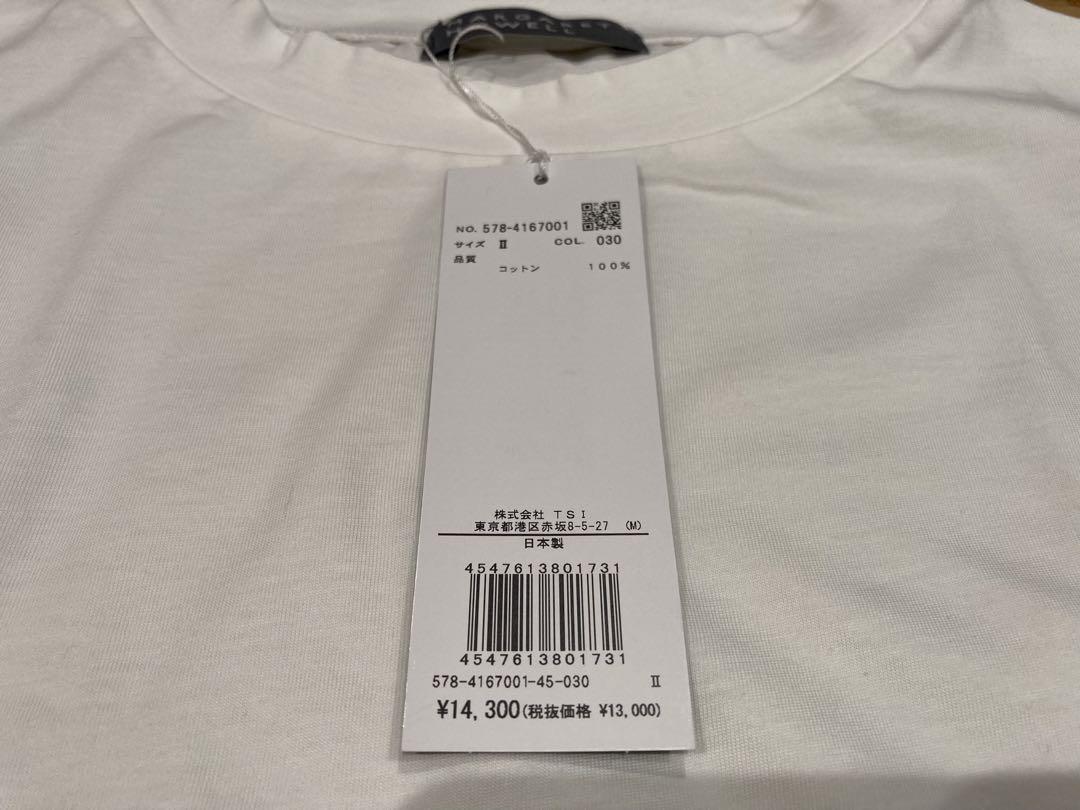 MARGARET
HOWELL
NO. 578-4167001
サイズ Ⅱ COL. 030
品質
コットン 100%
株式会社 TSI
東京都港区赤坂8-5-27 (M)
日本製
4547613801731
4547613801731
578-4167001-45-030 Ⅱ
¥14,300(税抜価格 ¥13,000)